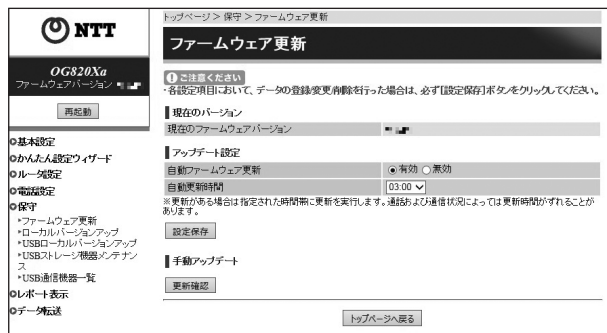 NTT
OG820Xa
ファームウェアバージョン
再起動
基本設定
かんたん設定ウィザード
ルータ設定
電話設定
保守
ファームウェア更新
ローカルバージョンアップ
USBローカルバージョンアップ
USBストレージ機器メンテナン
ス
USB通信機器一覧
レポート表示
データ転送
トップページ > 保守 > ファームウェア更新
ファームウェア更新
ご注意ください
・各設定項目において、データの登録/変更/削除を行った場合は、必ず[設定保存]ボタンをクリックしてください。
現在のバージョン
現在のファームウェアバージョン
アップデート設定
自動ファームウェア更新 有効 無効
自動更新時間 03:00
※更新がある場合は指定された時間帯に更新を実行します。通話および通信状況によっては更新時間がずれることが
あります。
設定保存
手動アップデート
更新確認
トップページへ戻る